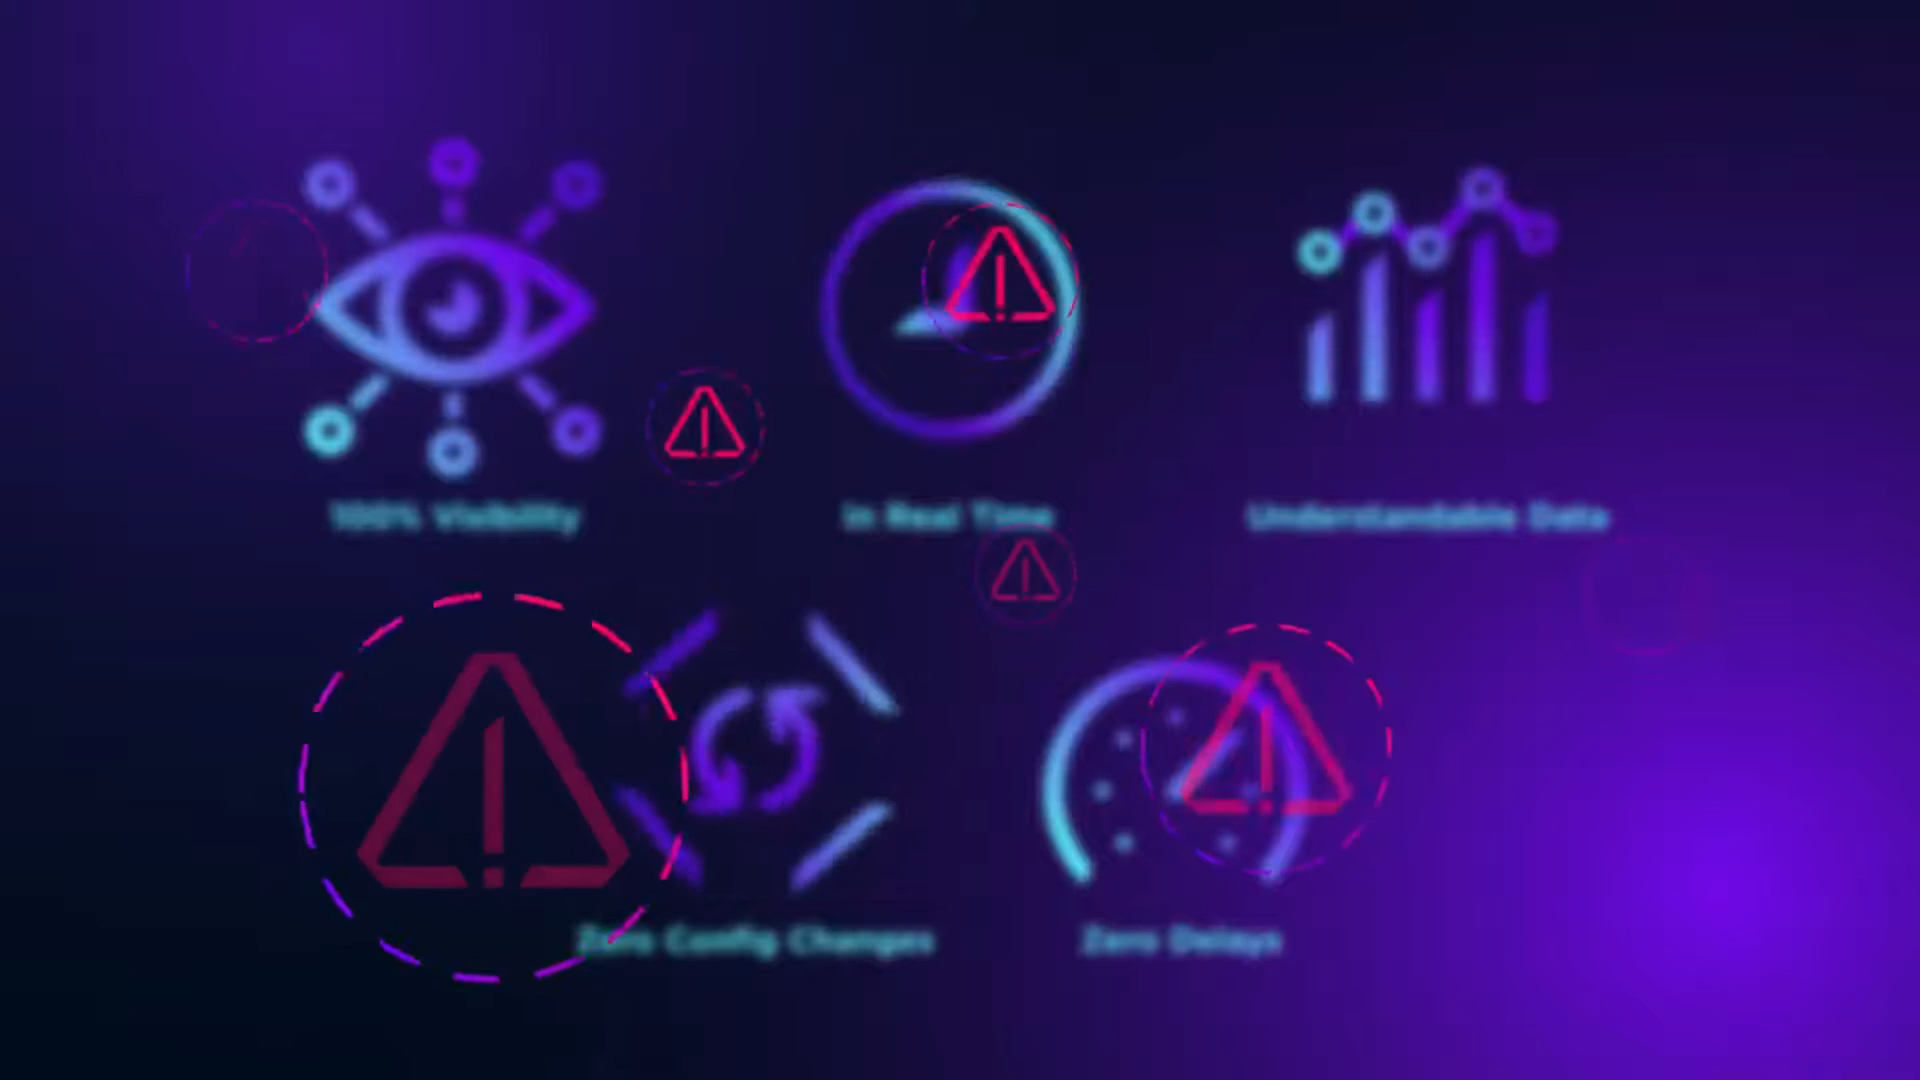 100% Visibility
In Real Time
Understandable Data
Zero Config Changes
Zero Delays